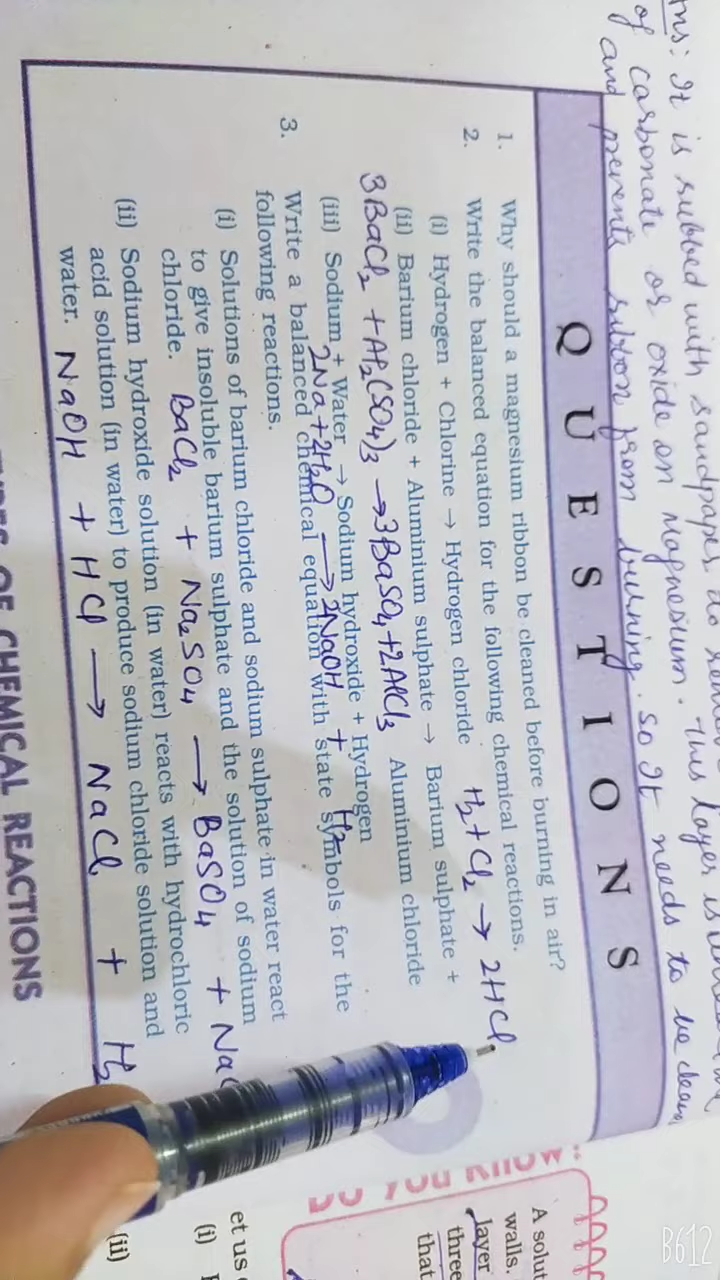 ns: It is rubbed with sandpaper to
of carbonate or oxide on Magnesium. This layer is
and prevents ribbon from burning. So It needs to be clean
QUESTIONS
1. Why should a magnesium ribbon be cleaned before burning in air?
2. Write the balanced equation for the following chemical reactions.
(i) Hydrogen + Chlorine → Hydrogen chloride H₂+Cl₂ → 2HCl
(ii) Barium chloride + Aluminium sulphate → Barium sulphate +
Aluminium chloride
3BaCl₂ + Al₂(SO₄)₃ → 3BaSO₄+2AlCl₃
(iii) Sodium + Water → Sodium hydroxide + Hydrogen
2Na+2H₂O → 2NaOH + H₂
3. Write a balanced chemical equation with state symbols for the
following reactions.
(i) Solutions of barium chloride and sodium sulphate in water react
to give insoluble barium sulphate and the solution of sodium
chloride. BaCl₂ + Na₂SO₄ → BaSO₄ + Na
(ii) Sodium hydroxide solution (in water) reacts with hydrochloric
acid solution (in water) to produce sodium chloride solution and
water. NaOH + HCl → NaCl + H₂
OF CHEMICAL REACTIONS
DO YOU KNOW?
A solut
walls.
layer
three
that
et us
(i)
(ii)
B612